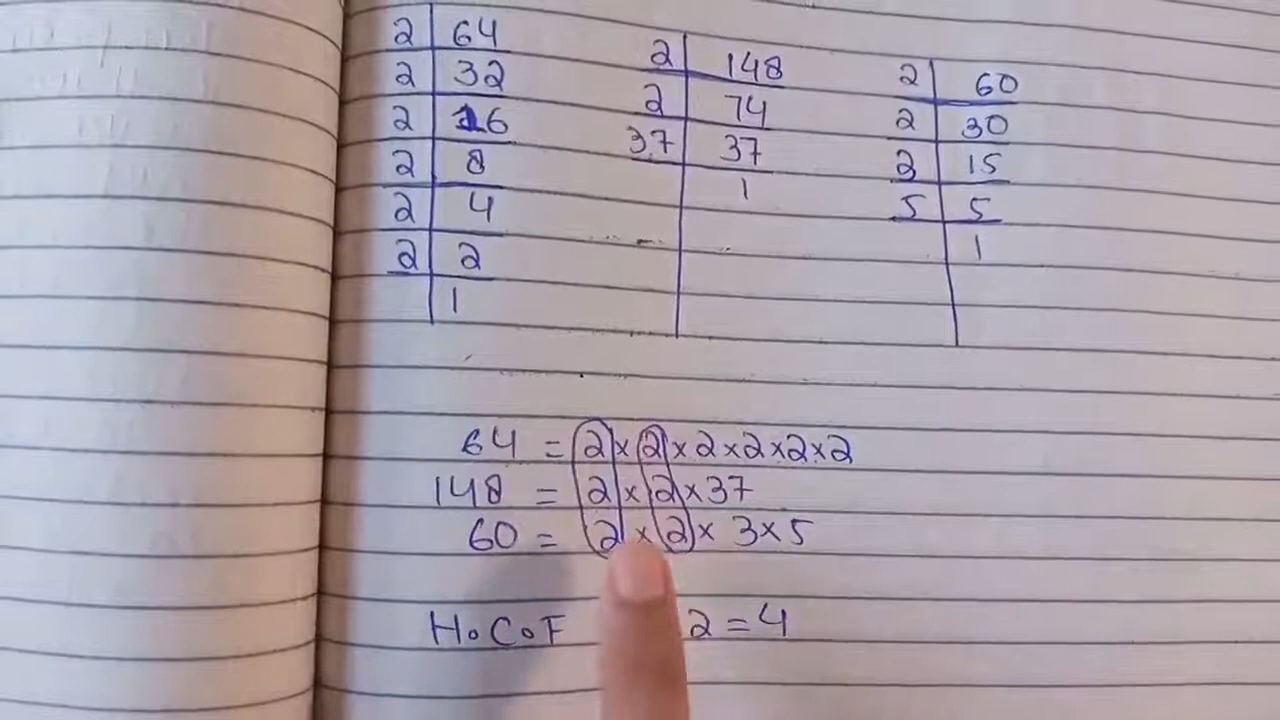 2 | 64
2 | 32
2 | 16
2 | 8
2 | 4
2 | 2
1
2 | 148
2 | 74
37 | 37
1
2 | 60
2 | 30
2 | 15
5 | 5
1
64 = 2 × 2 × 2 × 2 × 2 × 2
148 = 2 × 2 × 37
60 = 2 × 2 × 3 × 5
H.C.F 2 = 4